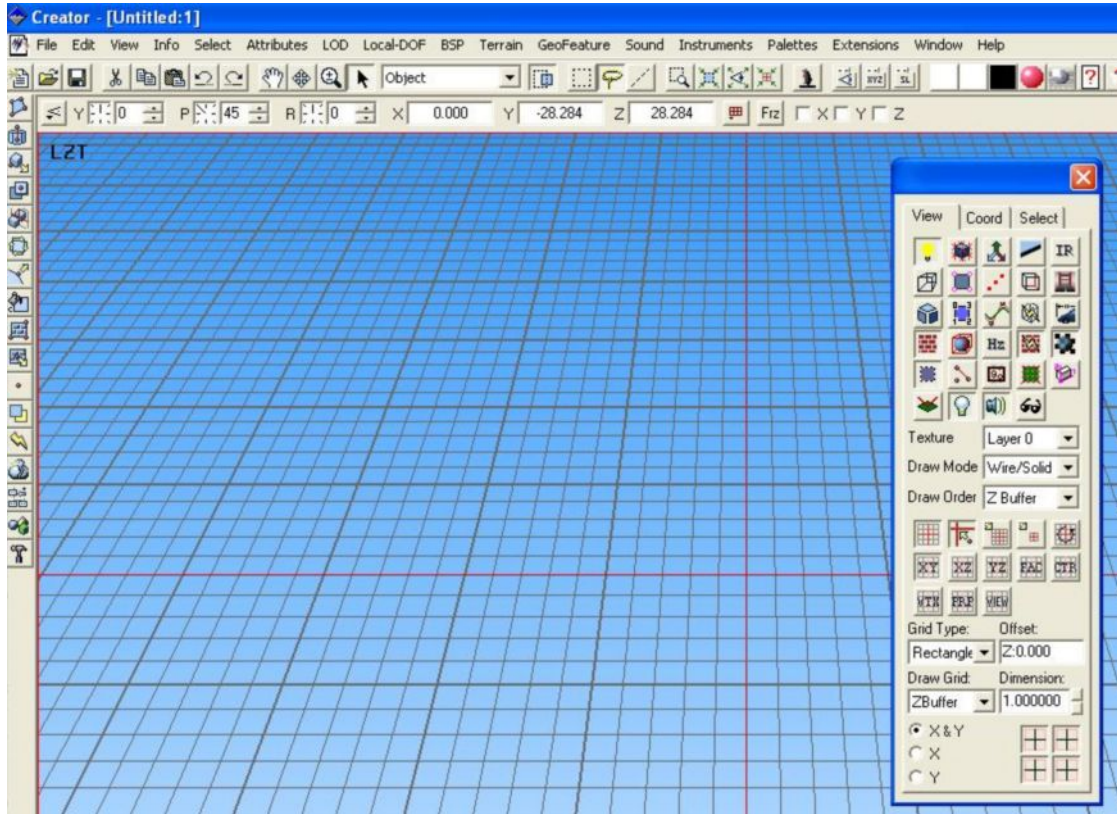 Creator - [Untitled:1]
File Edit View Info Select Attributes LOD Local-DOF BSP Terrain GeoFeature Sound Instruments Palettes Extensions Window Help
Object XYZ SL ?
Y 0 P 45 R 0 X 0.000 Y -28.284 Z 28.284 Frz X Y Z
LZT
View Coord Select
IR
Hz
Texture Layer 0
Draw Mode Wire/Solid
Draw Order Z Buffer
XY XZ YZ FAC CTR
VTX PRP VIEW
Grid Type: Offset:
Rectangle Z:0.000
Draw Grid: Dimension:
ZBuffer 1.000000
X & Y
X
Y